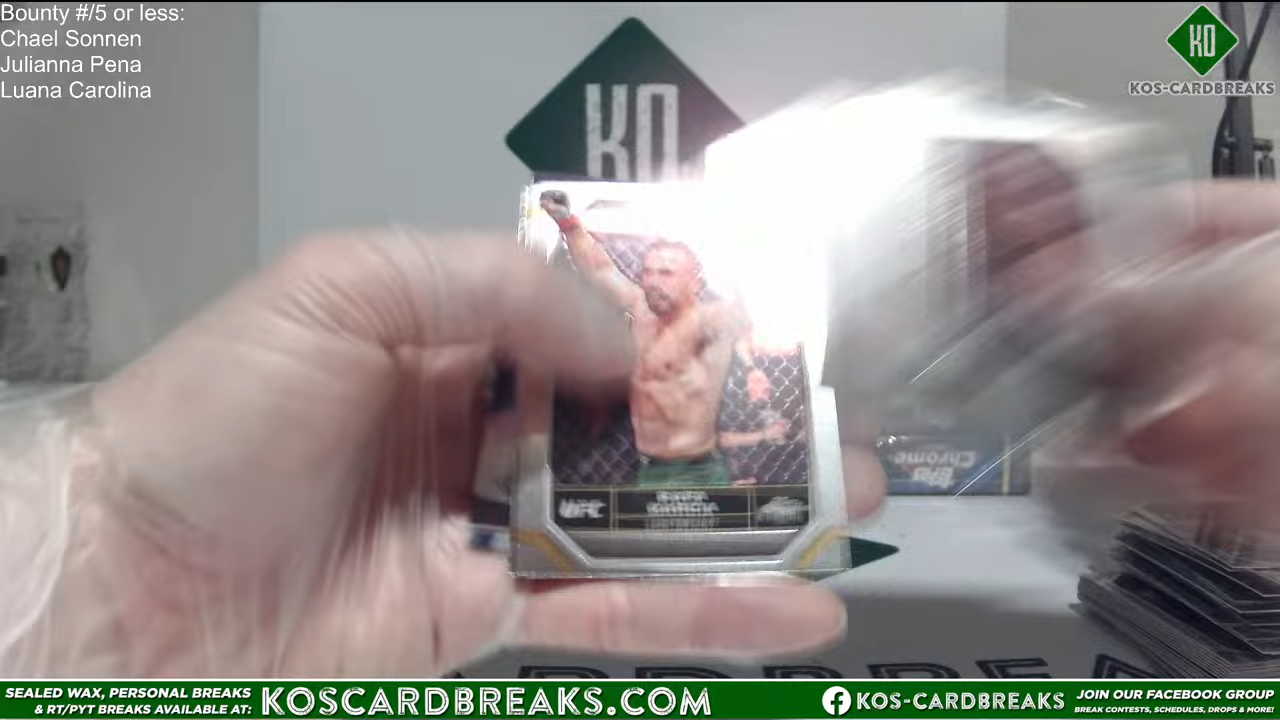 Bounty #/5 or less:
Chael Sonnen
Julianna Pena
Luana Carolina
KO
KO
KOS-CARDBREAKS
UFC
Chrome
SEALED WAX, PERSONAL BREAKS
& RT/PYT BREAKS AVAILABLE AT:
KOSCARDBREAKS.COM
KOS-CARDBREAKS
JOIN OUR FACEBOOK GROUP
BREAK CONTESTS, SCHEDULES, DROPS & MORE!